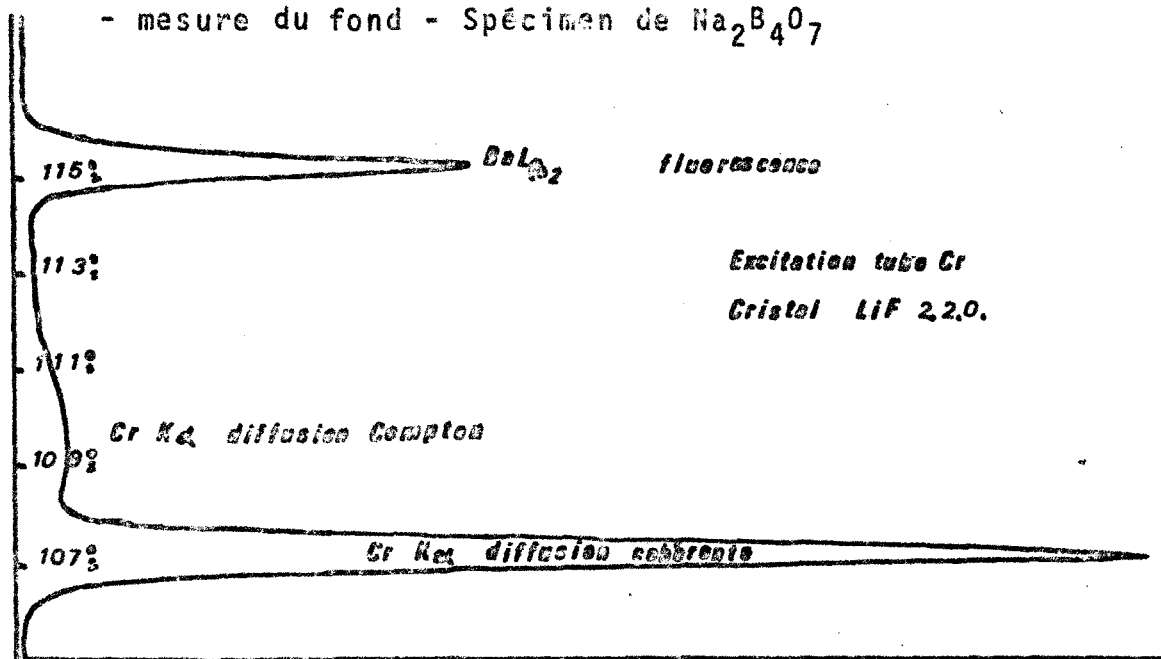 - mesure du fond - Spécimen de Na₂B₄O₇
115°
fluorescence
113°
Excitation tube Cr
Cristal LiF 2.2.0.
111°
Cr Kα diffusion Compton
109°
Cr Kα diffusion cohérente
107°